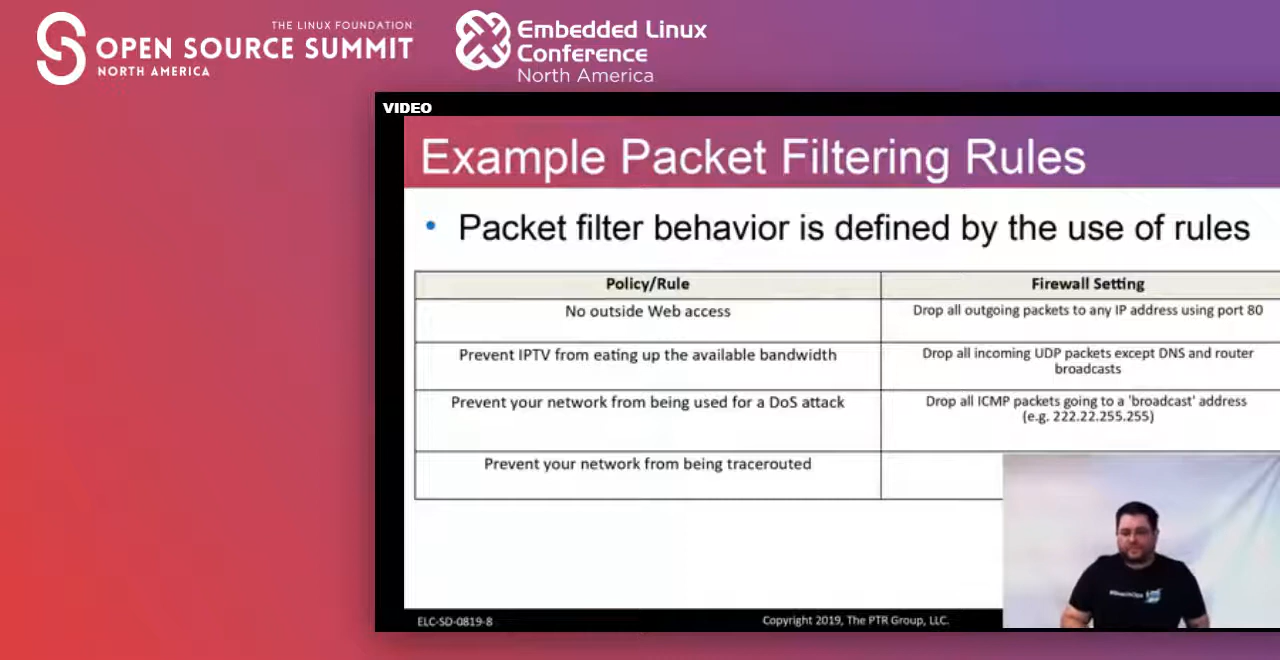 THE LINUX FOUNDATION
OPEN SOURCE SUMMIT
NORTH AMERICA
Embedded Linux
Conference
North America
VIDEO
Example Packet Filtering Rules
• Packet filter behavior is defined by the use of rules
Policy/Rule
Firewall Setting
No outside Web access
Drop all outgoing packets to any IP address using port 80
Prevent IPTV from eating up the available bandwidth
Drop all incoming UDP packets except DNS and router
broadcasts
Prevent your network from being used for a DoS attack
Drop all ICMP packets going to a 'broadcast' address
(e.g. 222.22.255.255)
Prevent your network from being tracerouted
ELC-SD-0819-8
Copyright 2019, The PTR Group, LLC.